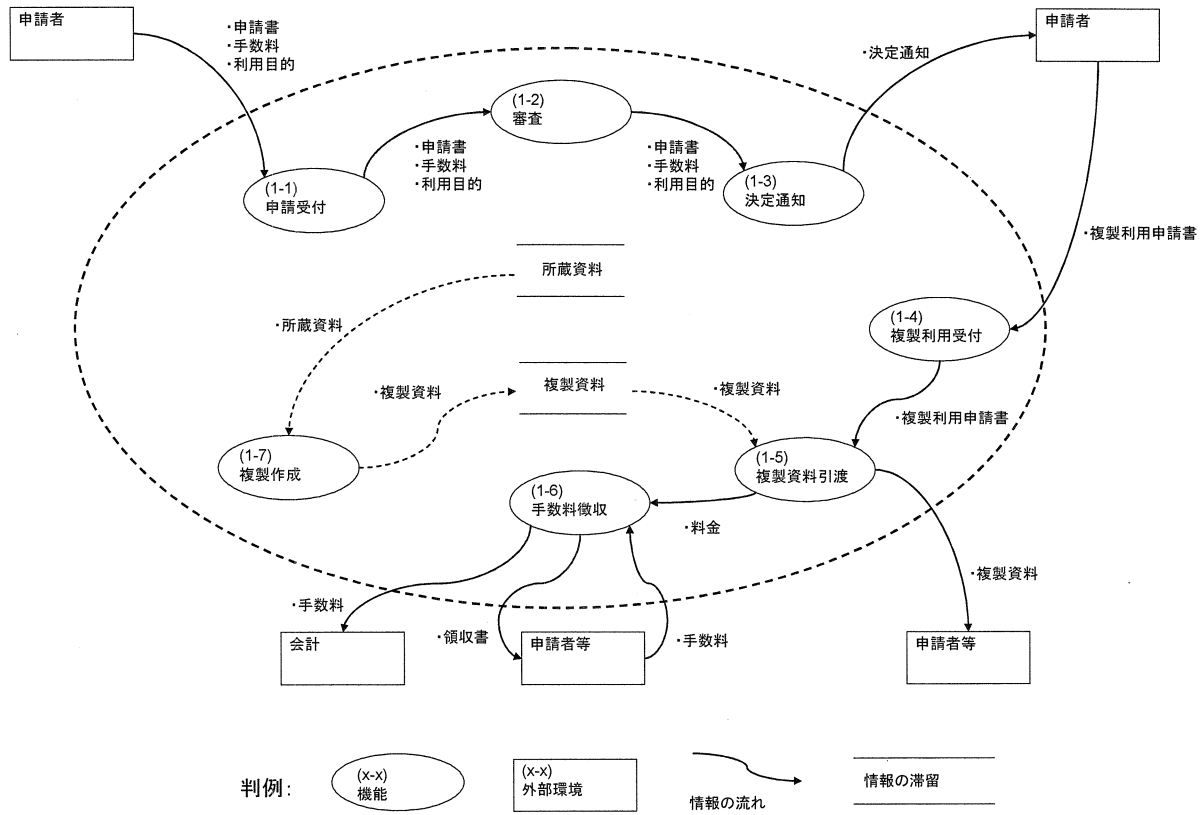 申請者
・申請書
・手数料
・利用目的
申請者
・決定通知
(1-2)
審査
・申請書
・手数料
・利用目的
・申請書
・手数料
・利用目的
(1-1)
申請受付
(1-3)
決定通知
・複製利用申請書
所蔵資料
・所蔵資料
(1-4)
複製利用受付
・複製資料
複製資料
・複製資料
・複製利用申請書
(1-7)
複製作成
(1-5)
複製資料引渡
(1-6)
手数料徴収
・料金
・複製資料
・手数料
会計
・領収書
申請者等
・手数料
申請者等
判例:
(x-x)
機能
(x-x)
外部環境
情報の流れ
情報の滞留